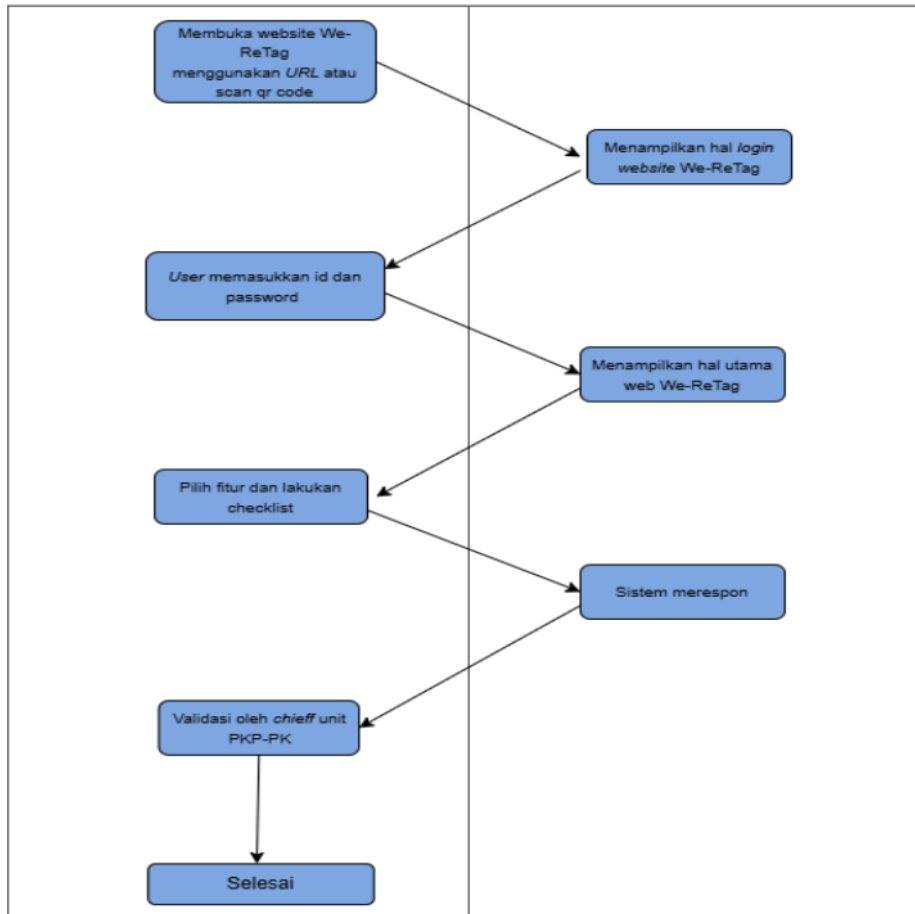 Membuka website We-
ReTag
menggunakan URL atau
scan qr code
Menampilkan hal login
website We-ReTag
User memasukkan id dan
password
Menampilkan hal utama
web We-ReTag
Pilih fitur dan lakukan
checklist
Sistem merespon
Validasi oleh chieff unit
PKP-PK
Selesai